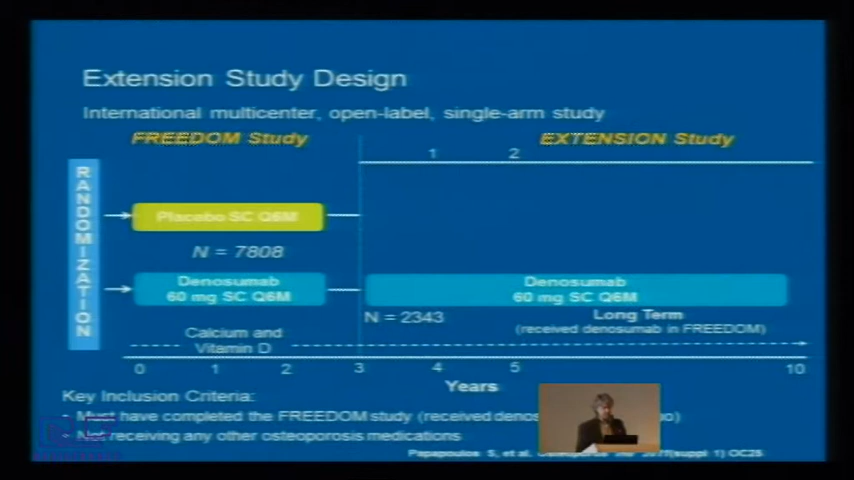 Extension Study Design
International multicenter, open-label, single-arm study
FREEDOM Study
EXTENSION Study
1 2
RANDOMIZATION
Placebo SC Q6M
N = 7808
Denosumab
60 mg SC Q6M
Denosumab
60 mg SC Q6M
N = 2343
Long Term
(received denosumab in FREEDOM)
Calcium and
Vitamin D
0 1 2 3 4 5 10
Years
Key Inclusion Criteria:
Must have completed the FREEDOM study (received
receiving any other osteoporosis medications
Papapoulos S, et al. 1) OC25